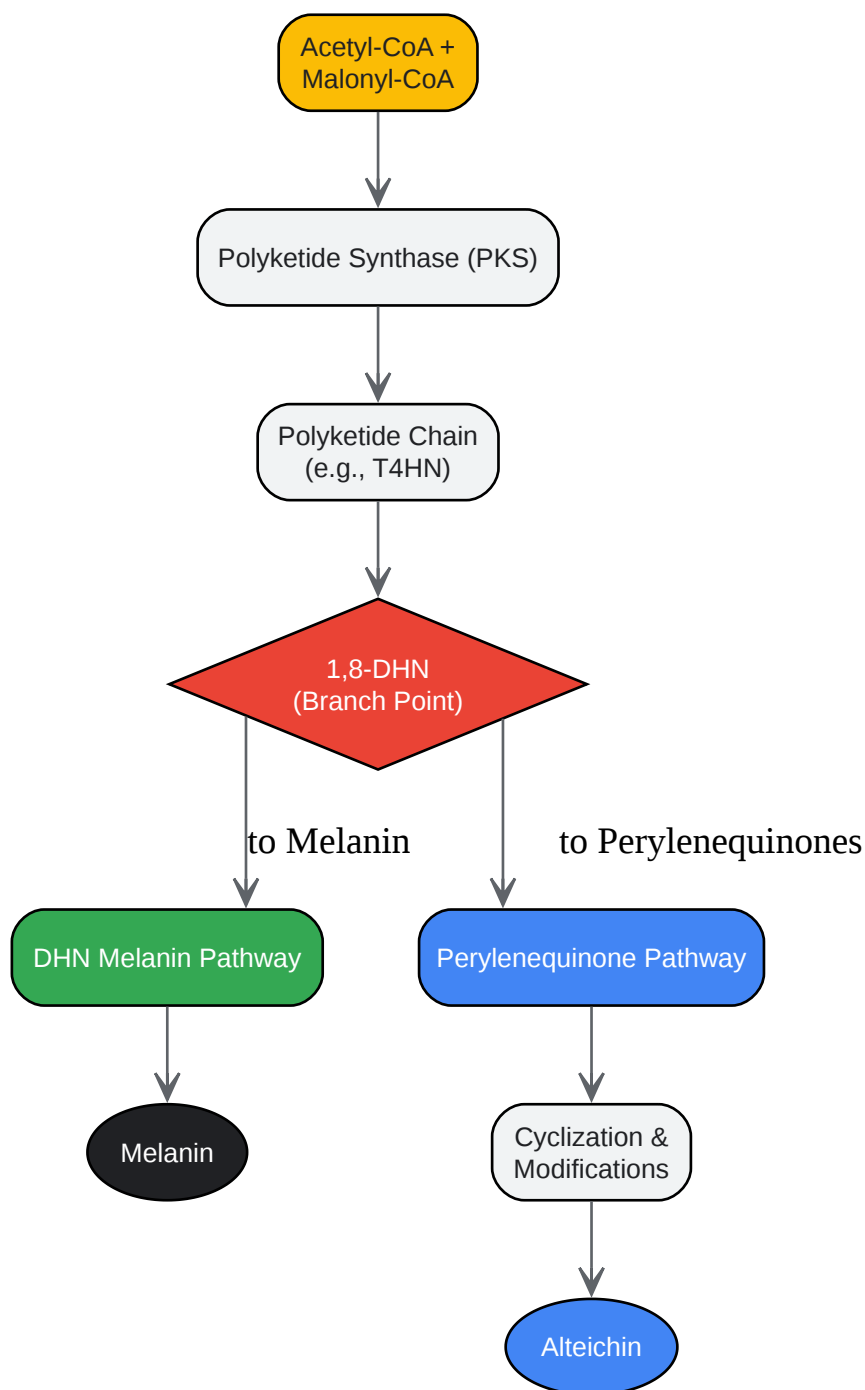 Acetyl-CoA +
Malonyl-CoA
Polyketide Synthase (PKS)
Polyketide Chain
(e.g., T4HN)
1,8-DHN
(Branch Point)
to Melanin
to Perylenequinones
DHN Melanin Pathway
Perylenequinone Pathway
Melanin
Cyclization &
Modifications
Alteichin